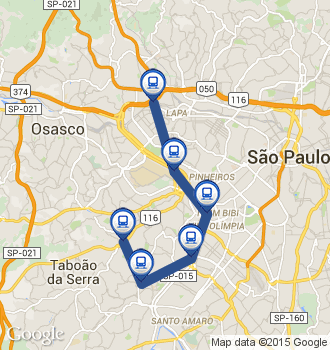 SP-021
050
374
SP-021
116
LAPA
Osasco
São Paulo
PINHEIROS
M BIBI
OLIMPIA
116
SP-021
Taboão
da Serra
SP-015
SANTO AMARO
SP-160
Google
Map data ©2015 Google